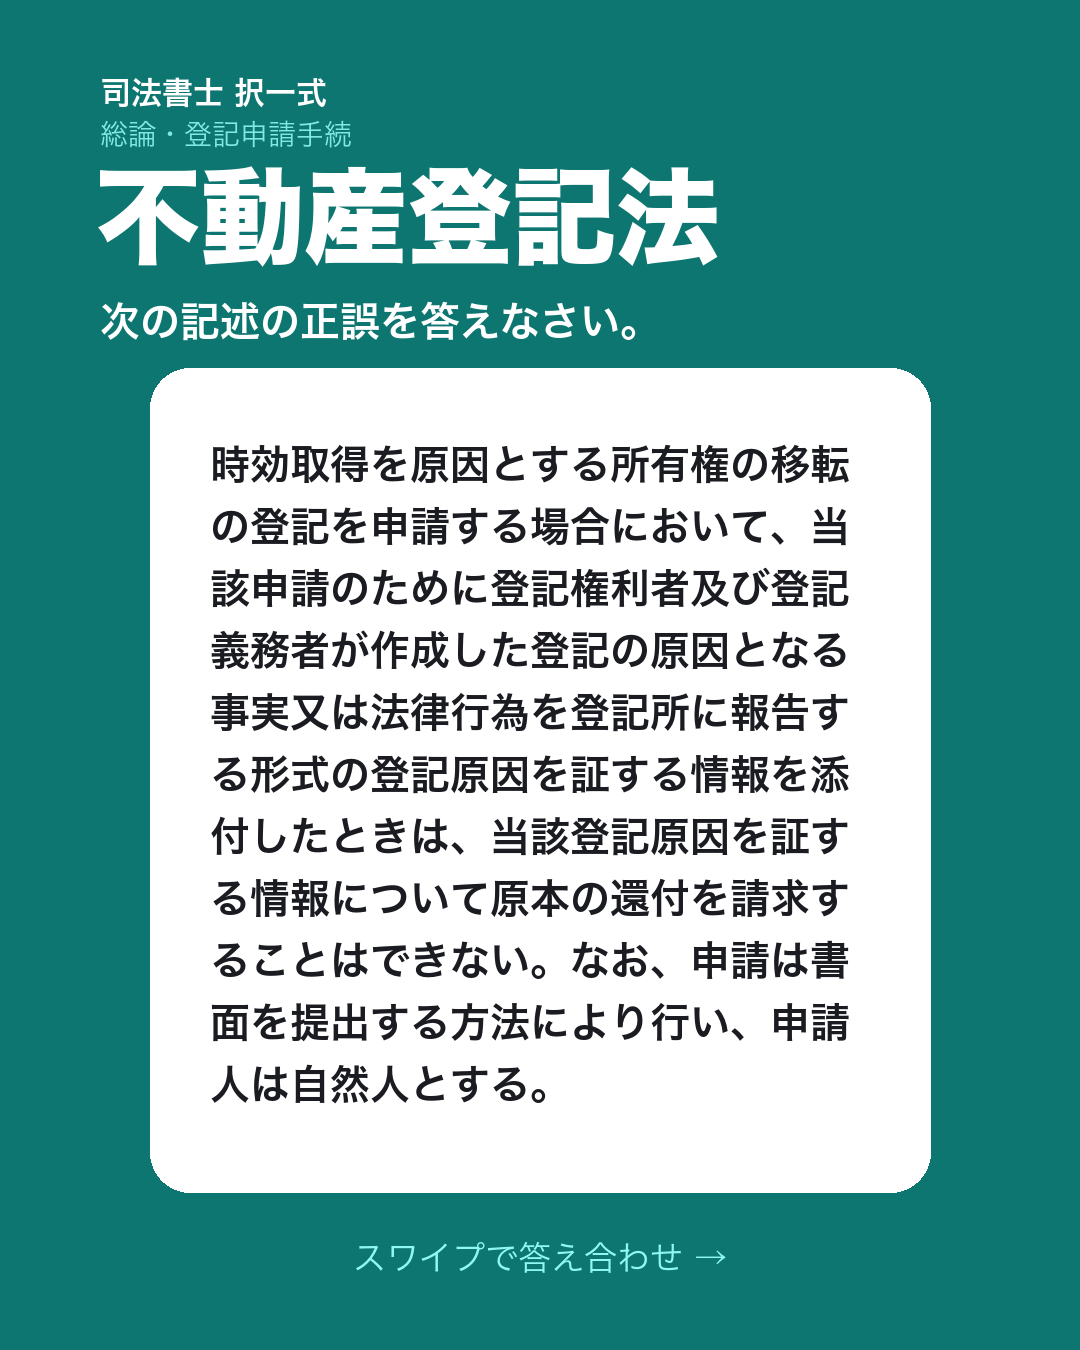 司法書士 択一式
総論・登記申請手続
不動産登記法
次の記述の正誤を答えなさい。
時効取得を原因とする所有権の移転
の登記を申請する場合において、当
該申請のために登記権利者及び登記
義務者が作成した登記の原因となる
事実又は法律行為を登記所に報告す
る形式の登記原因を証する情報を添
付したときは、当該登記原因を証す
る情報について原本の還付を請求す
ることはできない。なお、申請は書
面を提出する方法により行い、申請
人は自然人とする。
スワイプで答え合わせ →